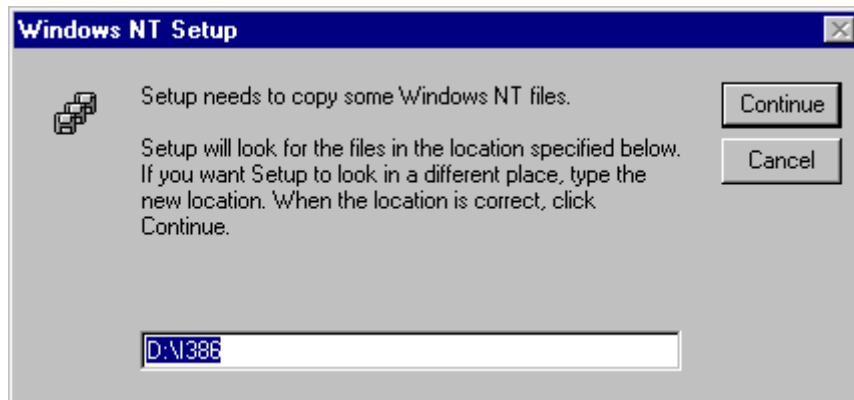 Windows NT Setup
Setup needs to copy some Windows NT files.
Setup will look for the files in the location specified below.
If you want Setup to look in a different place, type the
new location. When the location is correct, click
Continue.
Continue
Cancel
D:\I386